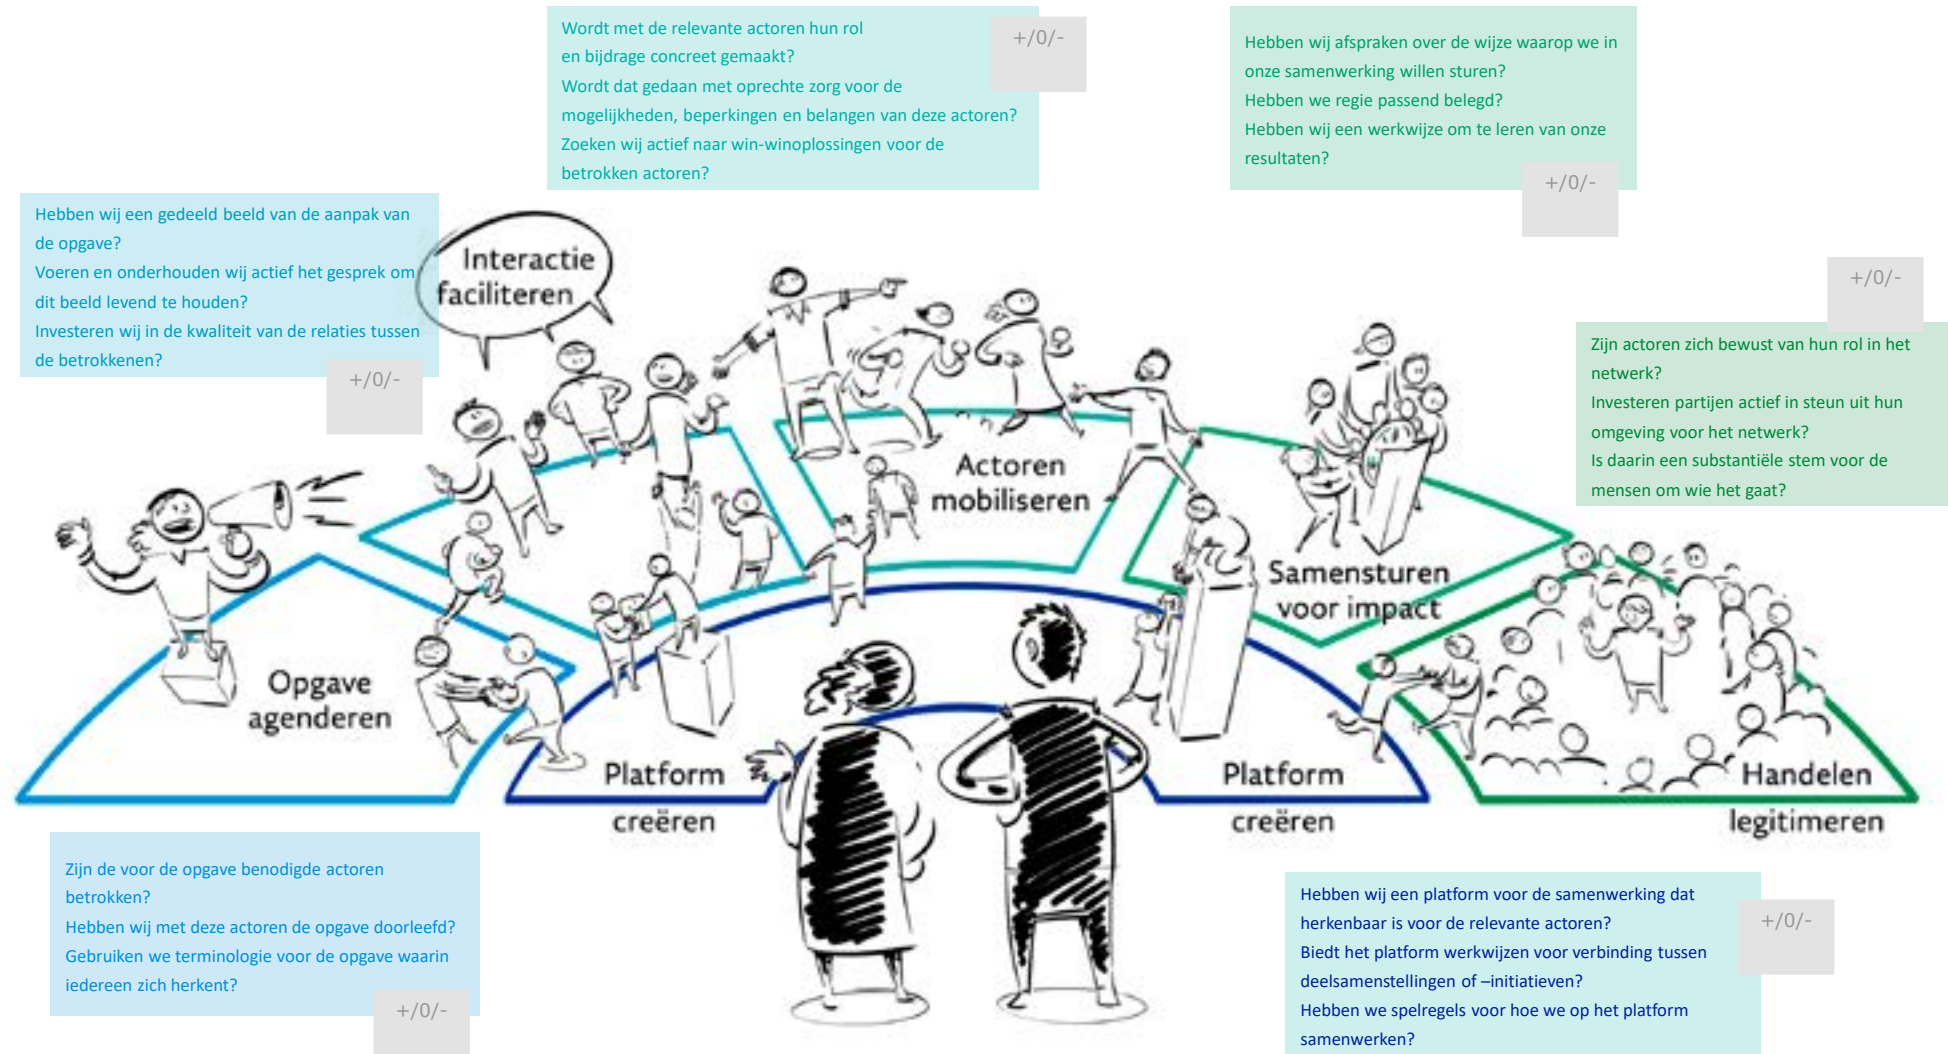 Wordt met de relevante actoren hun rol
en bijdrage concreet gemaakt?
Wordt dat gedaan met oprechte zorg voor de
mogelijkheden, beperkingen en belangen van deze actoren?
Zoeken wij actief naar win-winoplossingen voor de
betrokken actoren?
+/0/-
Hebben wij afspraken over de wijze waarop we in
onze samenwerking willen sturen?
Hebben we regie passend belegd?
Hebben wij een werkwijze om te leren van onze
resultaten?
+/0/-
Hebben wij een gedeeld beeld van de aanpak van
de opgave?
Voeren en onderhouden wij actief het gesprek om
dit beeld levend te houden?
Investeren wij in de kwaliteit van de relaties tussen
de betrokkenen?
+/0/-
Interactie
faciliteren
+/0/-
Zijn actoren zich bewust van hun rol in het
netwerk?
Investeren partijen actief in steun uit hun
omgeving voor het netwerk?
Is daarin een substantiële stem voor de
mensen om wie het gaat?
Actoren
mobiliseren
Samensturen
voor impact
Opgave
agenderen
Platform
creëren
Platform
creëren
Handelen
legitimeren
Zijn de voor de opgave benodigde actoren
betrokken?
Hebben wij met deze actoren de opgave doorleefd?
Gebruiken we terminologie voor de opgave waarin
iedereen zich herkent?
+/0/-
Hebben wij een platform voor de samenwerking dat
herkenbaar is voor de relevante actoren?
Biedt het platform werkwijzen voor verbinding tussen
deelsamenstellingen of –initiatieven?
Hebben we spelregels voor hoe we op het platform
samenwerken?
+/0/-